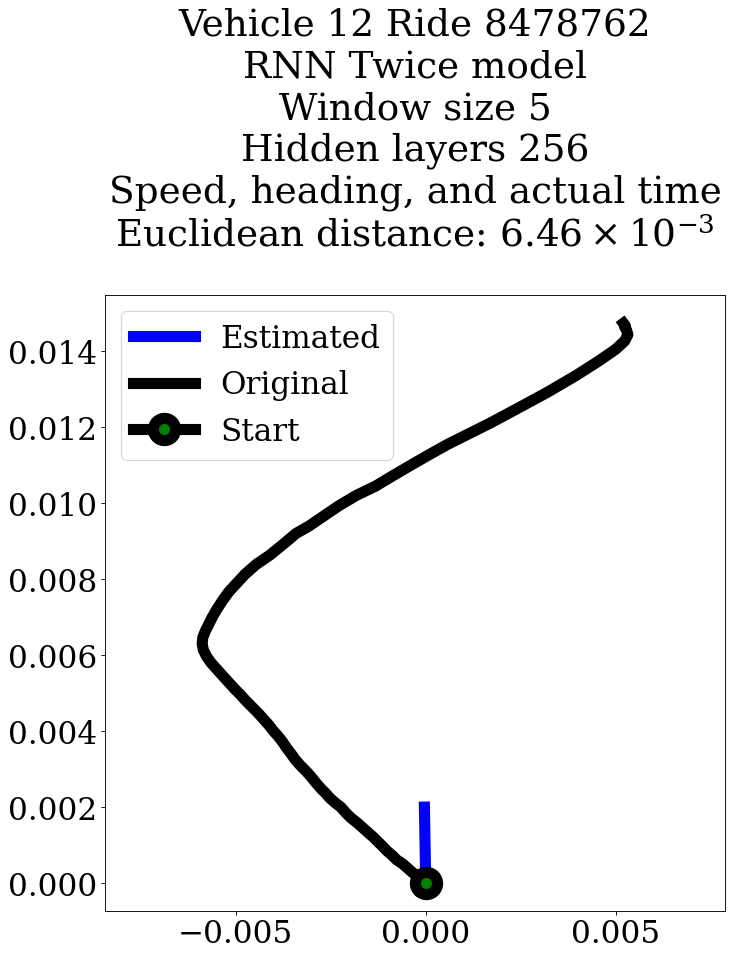 Vehicle 12 Ride 8478762
RNN Twice model
Window size 5
Hidden layers 256
Speed, heading, and actual time
Euclidean distance: 6.46 × 10⁻³
Estimated
Original
Start
0.014
0.012
0.010
0.008
0.006
0.004
0.002
0.000
−0.005 0.000 0.005